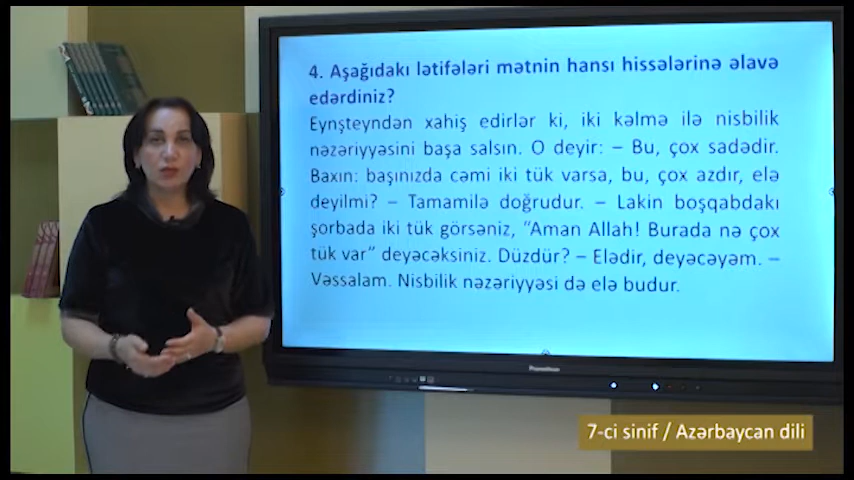 4. Aşağıdakı lətifələri mətnin hansı hissələrinə əlavə
edərdiniz?
Eynşteyndən xahiş edirlər ki, iki kəlmə ilə nisbilik
nəzəriyyəsini başa salsın. O deyir: – Bu, çox sadədir.
Baxın: başınızda cəmi iki tük varsa, bu, çox azdır, elə
deyilmi? – Tamamilə doğrudur. – Lakin boşqabdakı
şorbada iki tük görsəniz, “Aman Allah! Burada nə çox
tük var” deyəcəksiniz. Düzdür? – Elədir, deyəcəyəm. –
Vəssalam. Nisbilik nəzəriyyəsi də elə budur.
Promethean
7-ci sinif / Azərbaycan dili